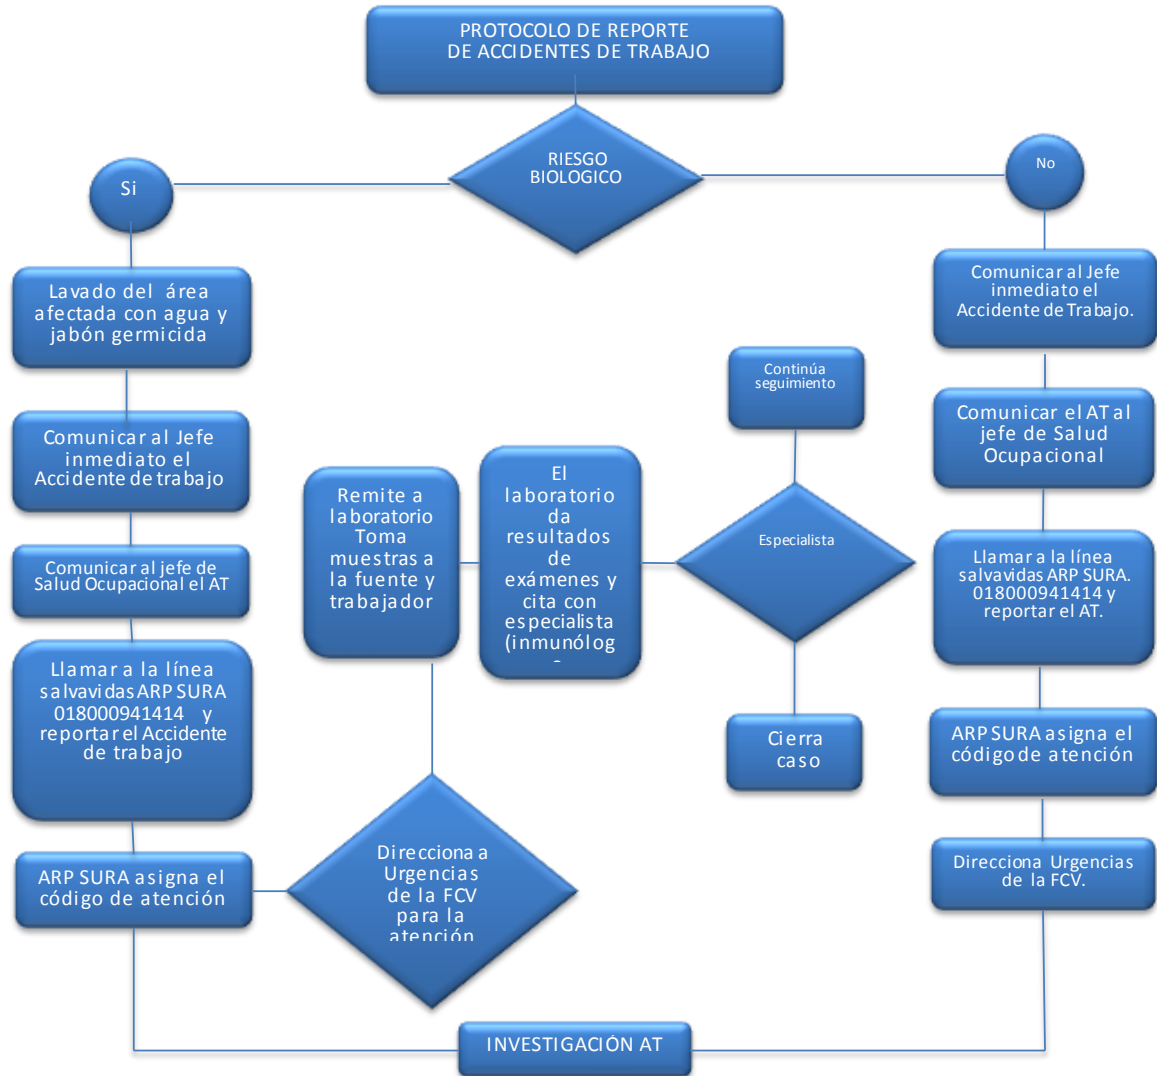 PROTOCOLO DE REPORTE
DE ACCIDENTES DE TRABAJO
RIESGO
BIOLOGICO
Si
Lavado del área
afectada con agua y
jabón germicida
Comunicar al Jefe
inmediato el
Accidente de trabajo
Comunicar al jefe de
Salud Ocupacional el AT
Llamar a la línea
salvavidas ARP SURA
018000941414 y
reportar el Accidente
de trabajo
ARP SURA asigna el
código de atención
Direcciona a
Urgencias
de la FCV
para la
atención
Remite a
laboratorio
Toma
muestras a
la fuente y
trabajador
El
laboratorio
da
resultados
de
exámenes y
cita con
especialista
(inmunólog
Especialista
Continúa
seguimiento
Cierra
caso
No
Comunicar al Jefe
inmediato el
Accidente de Trabajo.
Comunicar el AT al
jefe de Salud
Ocupacional
Llamar a la línea
salvavidas ARP SURA.
018000941414 y
reportar el AT.
ARP SURA asigna el
código de atención
Direcciona Urgencias
de la FCV.
INVESTIGACIÓN AT